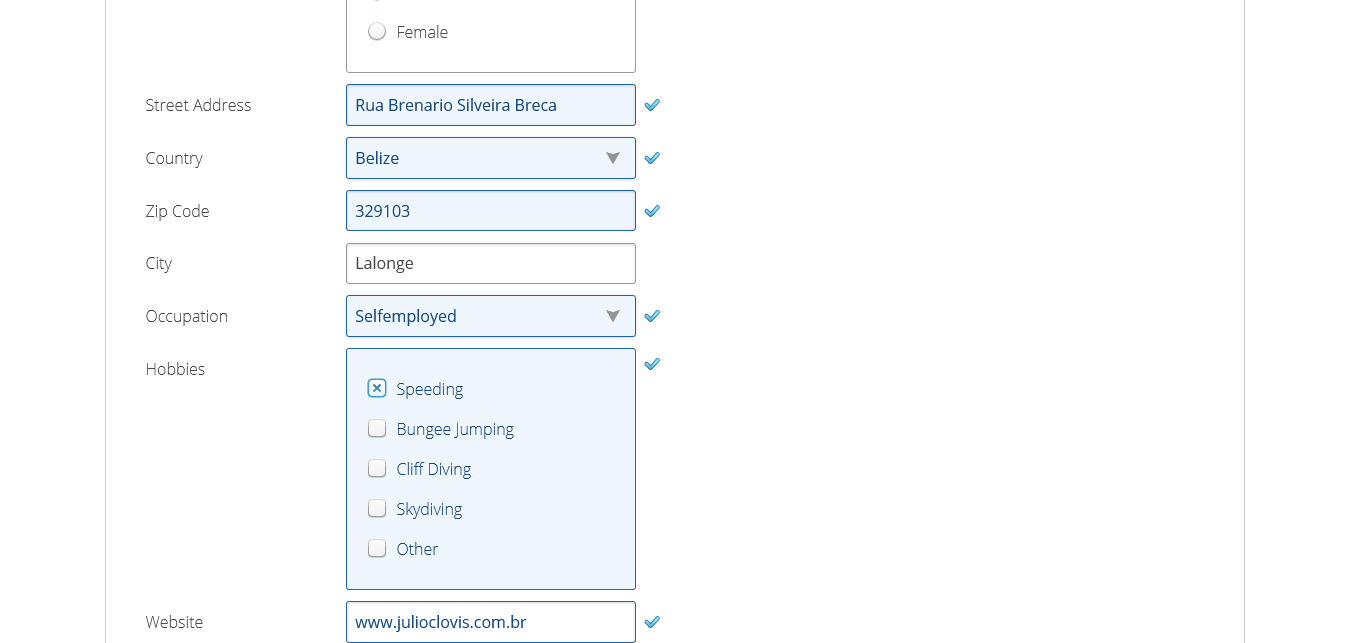 Female
Street Address Rua Brenario Silveira Breca
Country Belize
Zip Code 329103
City Lalonge
Occupation Selfemployed
Hobbies
Speeding
Bungee Jumping
Cliff Diving
Skydiving
Other
Website www.julioclovis.com.br